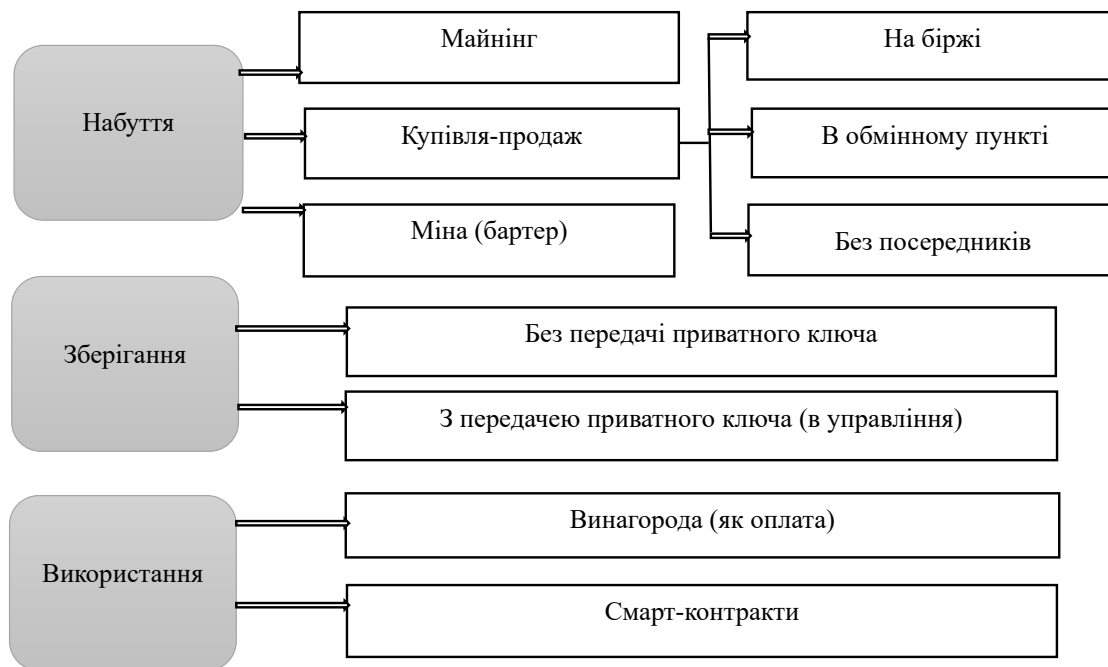 Набуття
Майнінг
Купівля-продаж
Міна (бартер)
На біржі
В обмінному пункті
Без посередників
Зберігання
Без передачі приватного ключа
З передачею приватного ключа (в управління)
Використання
Винагорода (як оплата)
Смарт-контракти